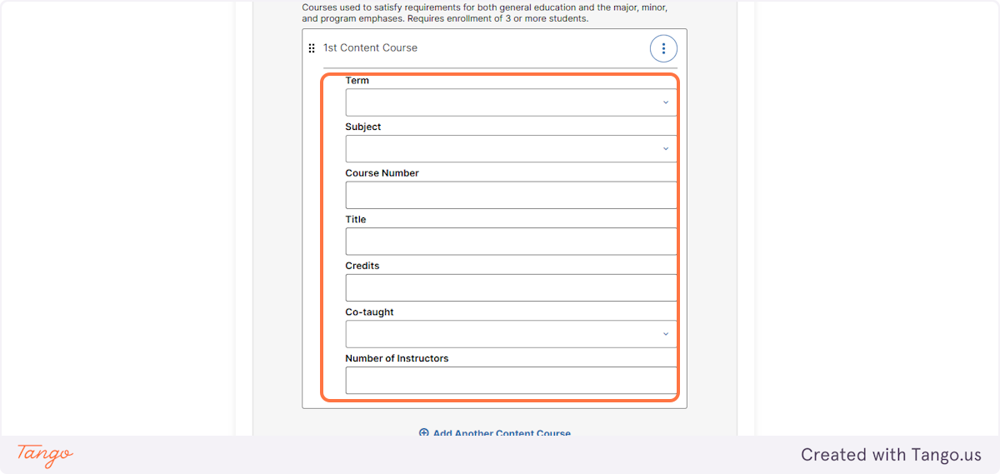 Courses used to satisfy requirements for both general education and the major, minor,
and program emphases. Requires enrollment of 3 or more students.
1st Content Course
Term
Subject
Course Number
Title
Credits
Co-taught
Number of Instructors
Add Another Content Course
Tango
Created with Tango.us